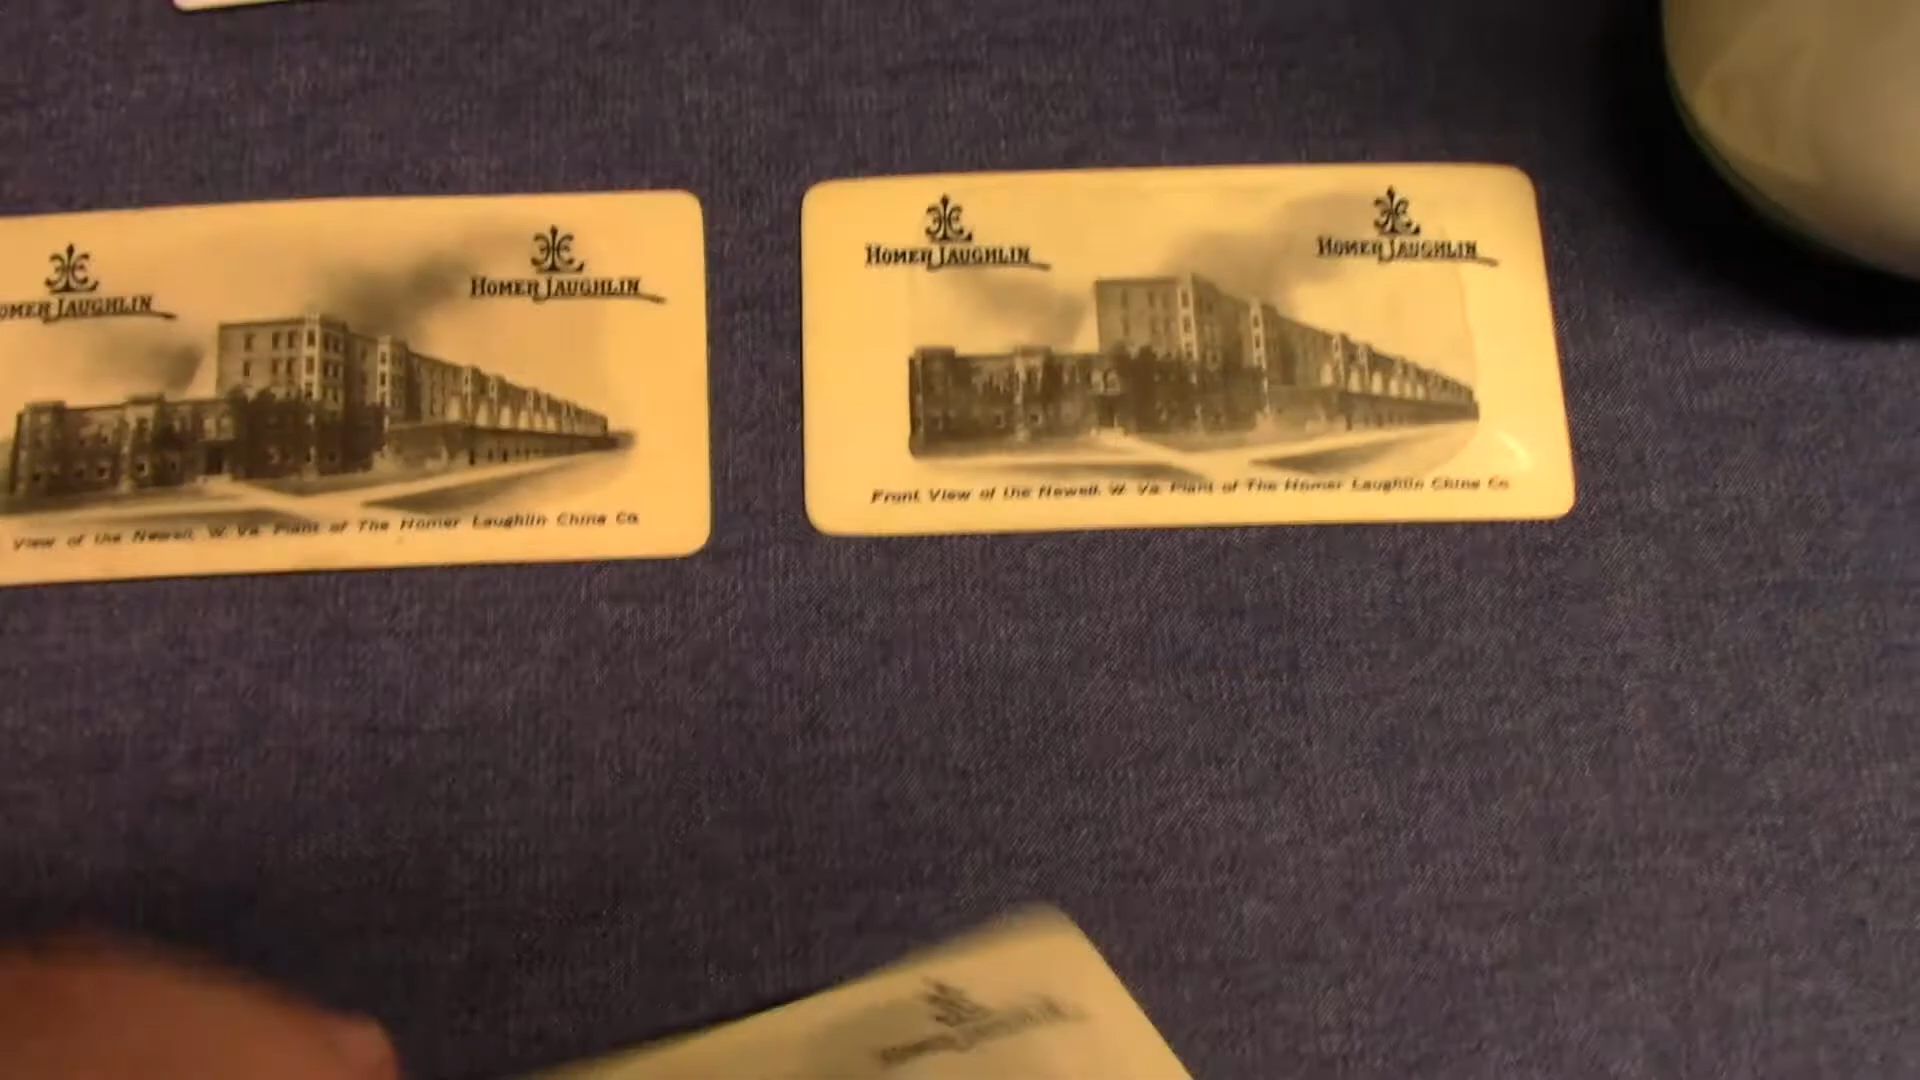 HOMER LAUGHLIN
HOMER LAUGHLIN
View of the Newell, W. Va. Plant of The Homer Laughlin China Co.
HOMER LAUGHLIN
HOMER LAUGHLIN
Front View of the Newell, W. Va. Plant of The Homer Laughlin China Co.